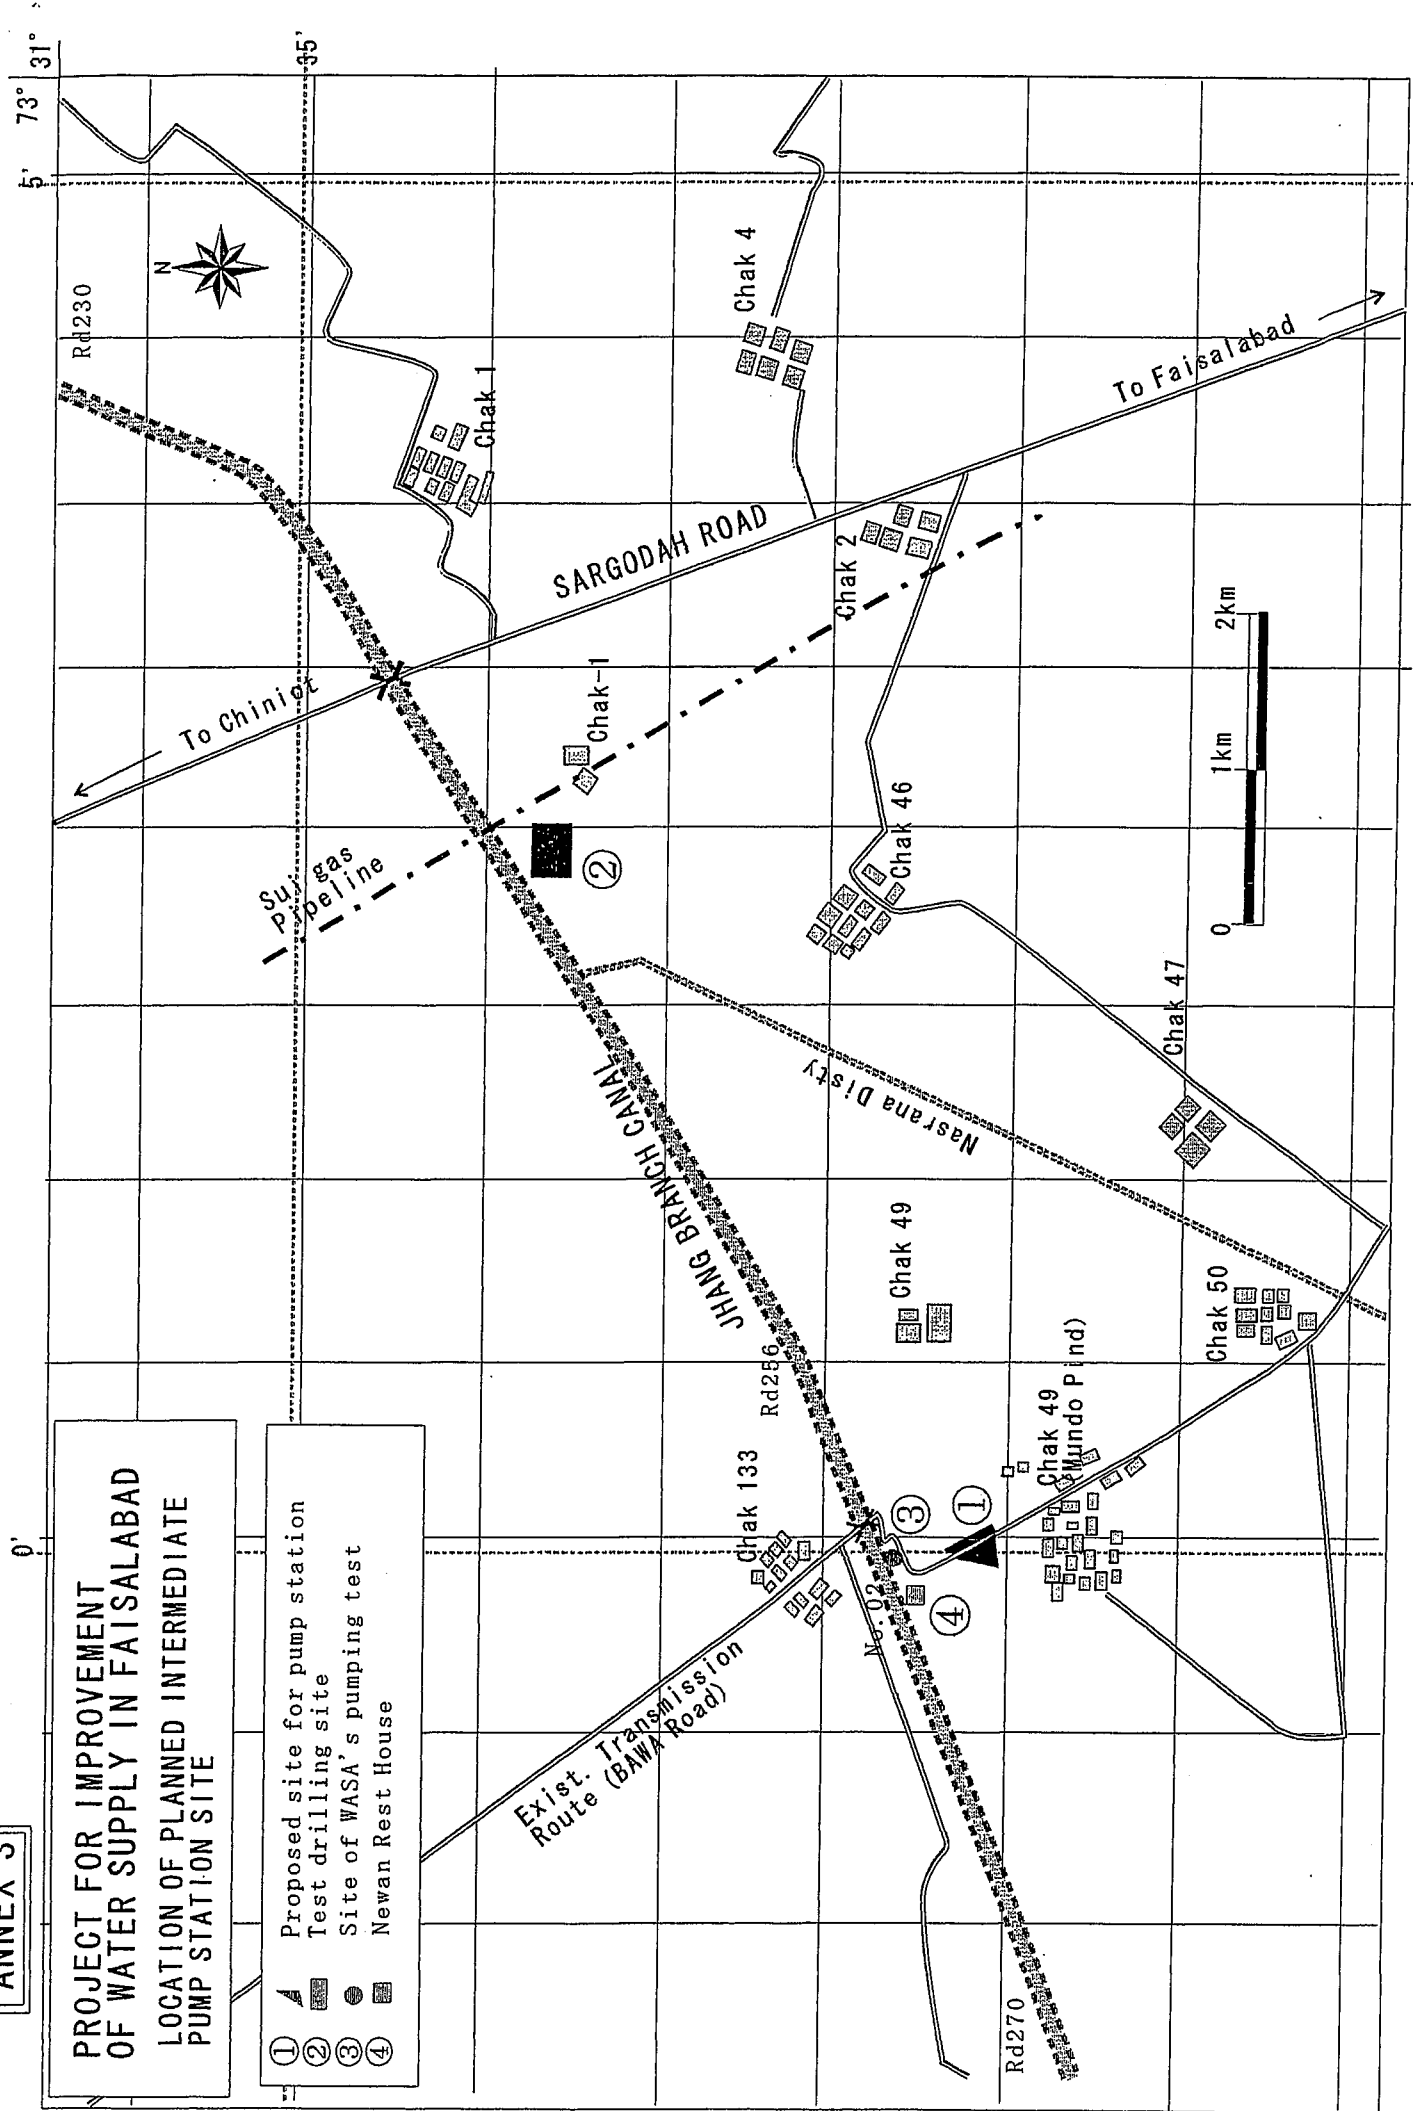 ANNEX 3
PROJECT FOR IMPROVEMENT
OF WATER SUPPLY IN FAISALABAD
LOCATION OF PLANNED INTERMEDIATE
PUMP STATION SITE
① Proposed site for pump station
② Test drilling site
③ Site of WASA's pumping test
④ Newan Rest House
0'
5'
73°
31°
35'
N
Rd230
To Chiniot
Sui gas
Pipeline
Chak 1
Chak-1
②
SARGODAH ROAD
Chak 4
JHANG BRANCH CANAL
Rd256
Chak 133
Exist. Transmission
Route (BAWA Road)
No.02
③
④
①
Chak 49
Chak 49
(Mundo Pind)
Nasrana Disty
Chak 46
Chak 2
To Faisalabad
Chak 47
Chak 50
Rd270
0
1km
2km